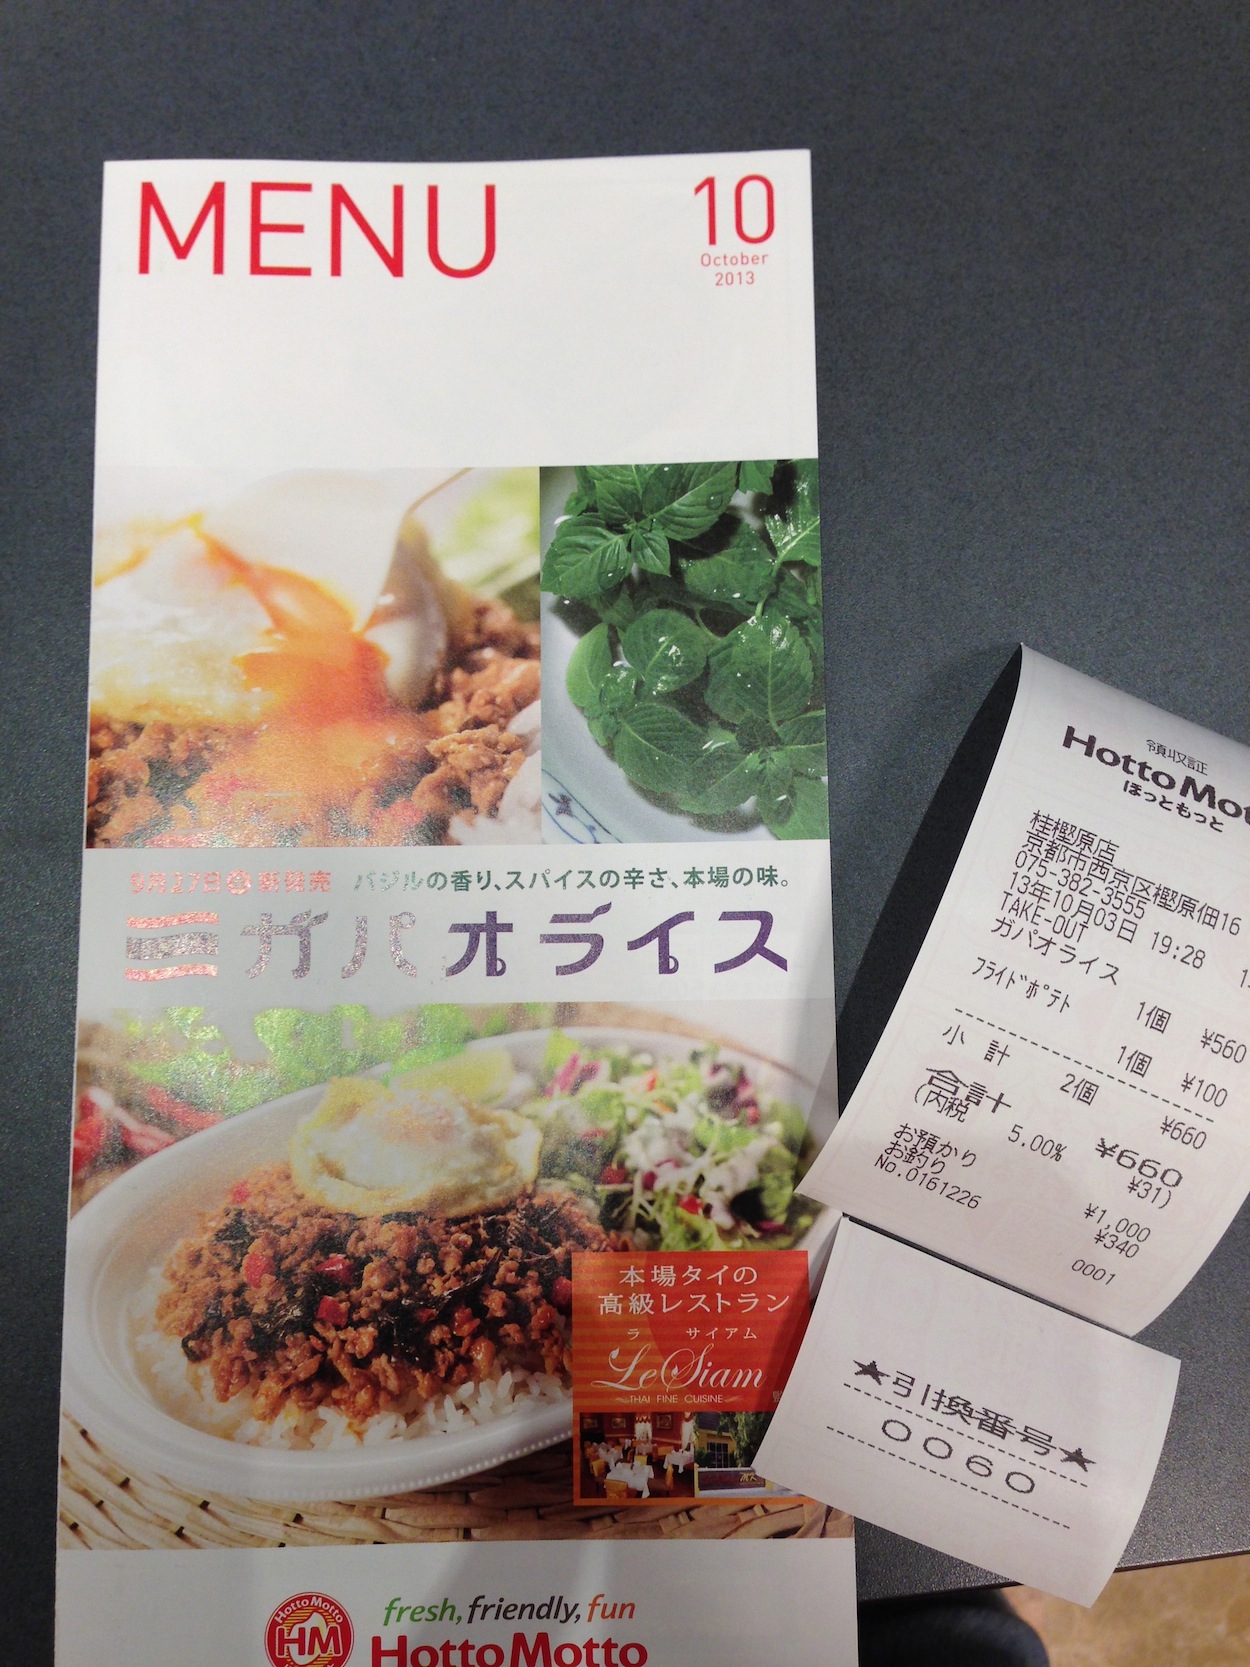 MENU
10
October
2013
9月27日金新発売
バジルの香り、スパイスの辛さ、本場の味。
ガパオライス
本場タイの
高級レストラン
ラ サイアム
Le Siam
THAI FINE CUISINE
HottoMotto
HM
fresh, friendly, fun
HottoMotto
領収証
ほっともっと
桂樫原店
京都市西京区樫原佃16
075-382-3555
13年10月03日 19:28
TAKE-OUT
ガパオライス
1個 ¥560
フライドポテト
1個 ¥100
小 計 2個 ¥660
合計 ¥660
(内税 5.00% ¥31)
お預かり ¥1,000
お釣り ¥340
No.0161226 0001
★引換番号★
0060